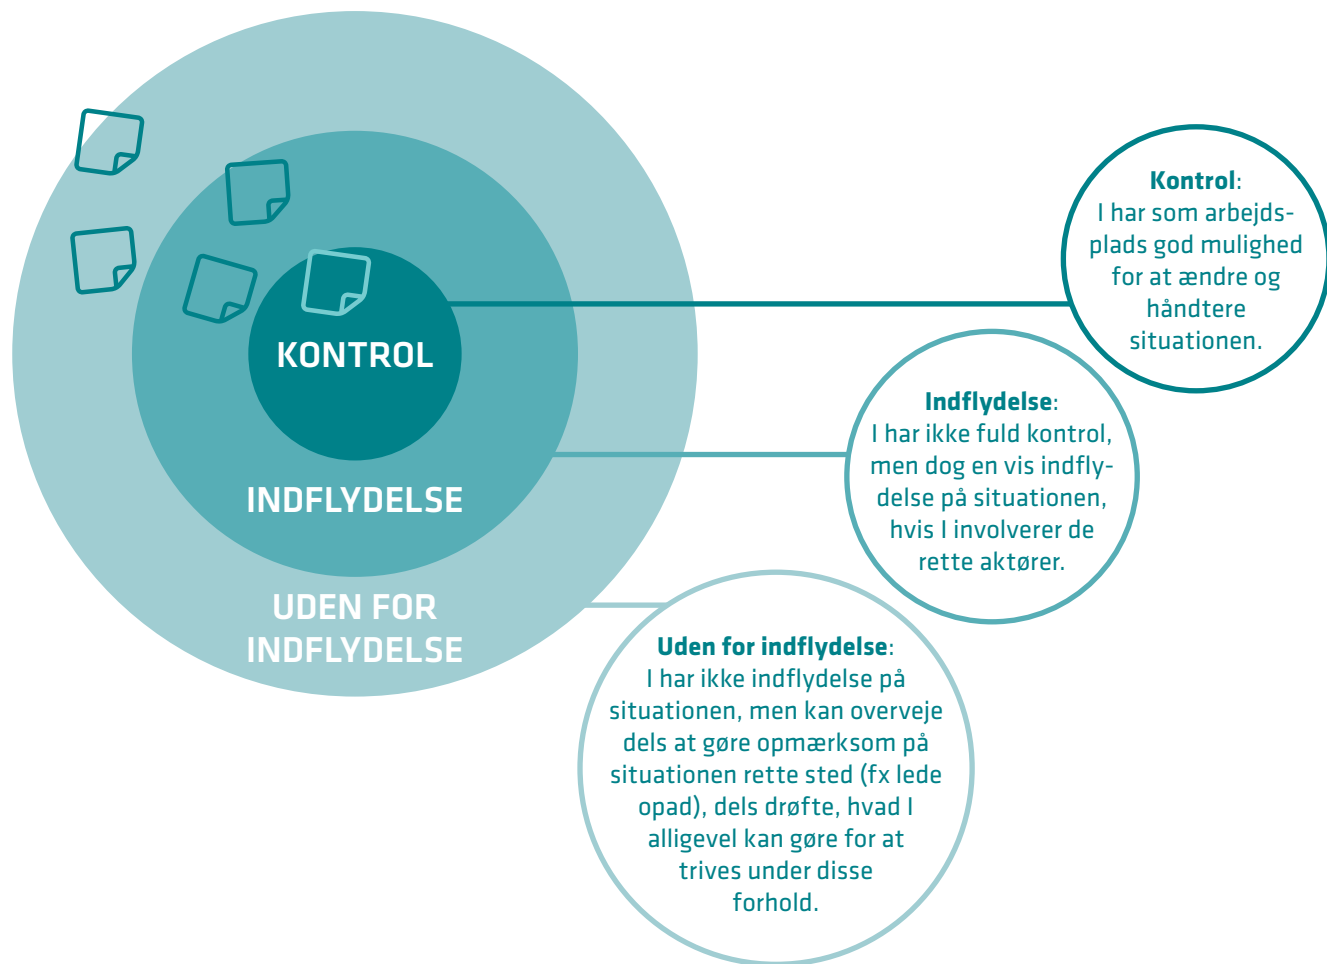 KONTROL
INDFLYDELSE
UDEN FOR
INDFLYDELSE
Kontrol:
I har som arbejds-
plads god mulighed
for at ændre og
håndtere
situationen.
Indflydelse:
I har ikke fuld kontrol,
men dog en vis indfly-
delse på situationen,
hvis I involverer de
rette aktører.
Uden for indflydelse:
I har ikke indflydelse på
situationen, men kan overveje
dels at gøre opmærksom på
situationen rette sted (fx lede
opad), dels drøfte, hvad I
alligevel kan gøre for at
trives under disse
forhold.